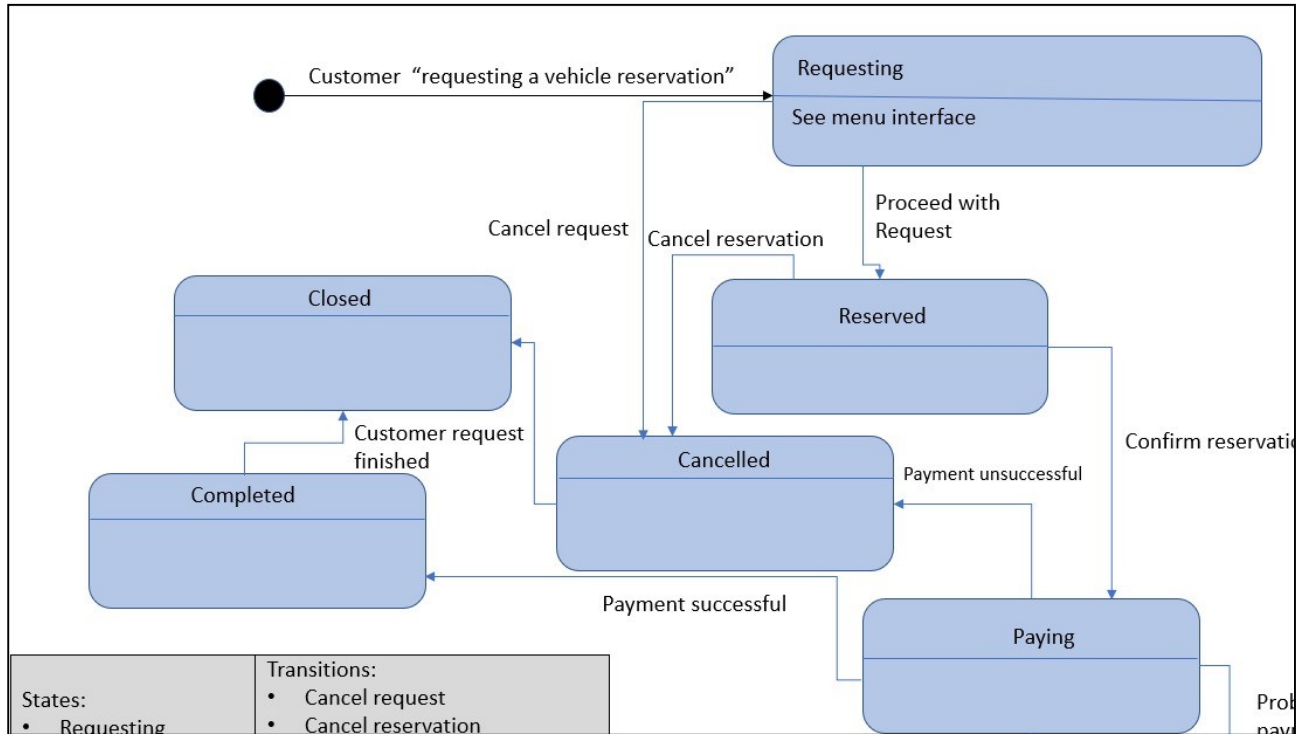 Customer “requesting a vehicle reservation”
Requesting
See menu interface
Proceed with
Request
Cancel request
Cancel reservation
Closed
Reserved
Customer request
finished
Cancelled
Confirm
Payment unsuccessful
Completed
Payment successful
Paying
States:
• Requesting
Transitions:
• Cancel request
• Cancel reservation